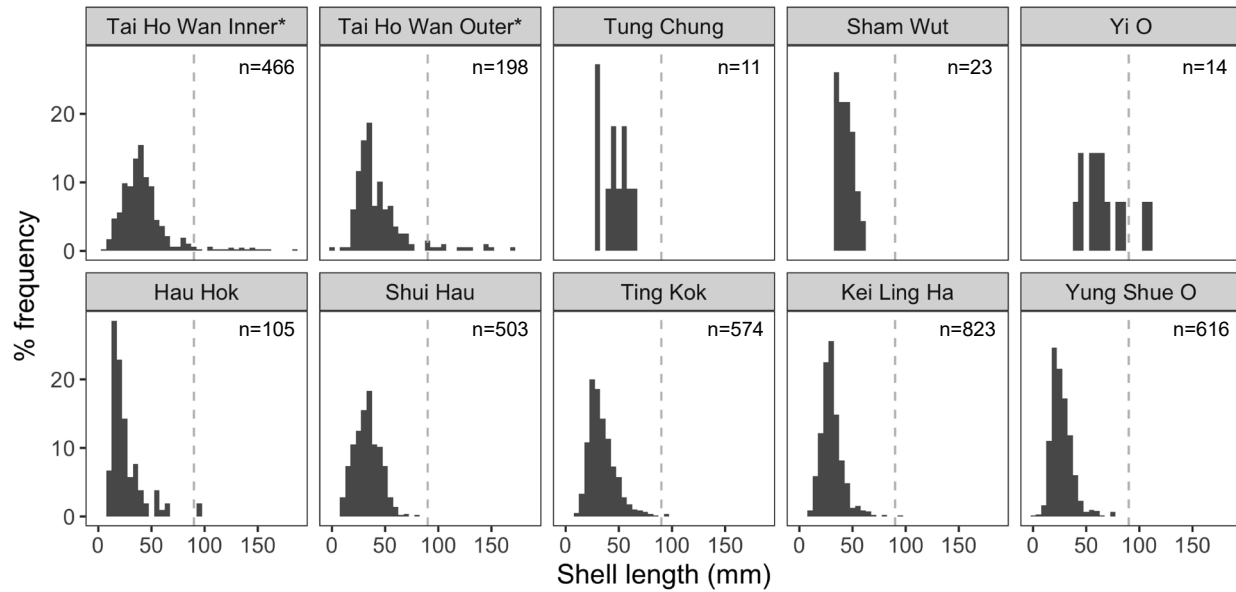 Tai Ho Wan Inner* Tai Ho Wan Outer* Tung Chung Sham Wut Yi O
n=466 n=198 n=11 n=23 n=14
20
10
0
Hau Hok Shui Hau Ting Kok Kei Ling Ha Yung Shue O
n=105 n=503 n=574 n=823 n=616
20
10
0
0 50 100 150 0 50 100 150 0 50 100 150 0 50 100 150 0 50 100 150
Shell length (mm)
% frequency